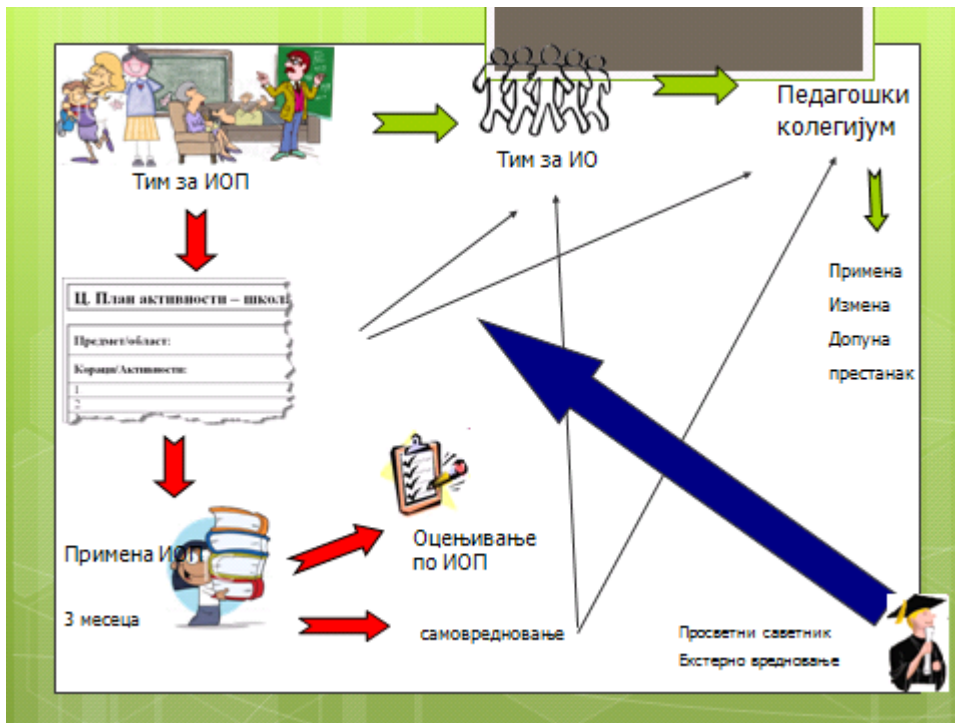 Педагошки
колегијум
Тим за ИО
Тим за ИОП
Примена
Измена
Допуна
престанак
Ц. План активности – школ
Предмет/област:
Кораци/Активности:
1
2
Оцењивање
по ИОП
Примена ИОП
3 месеца
самовредновање
Просветни саветник
Екстерно вредновање